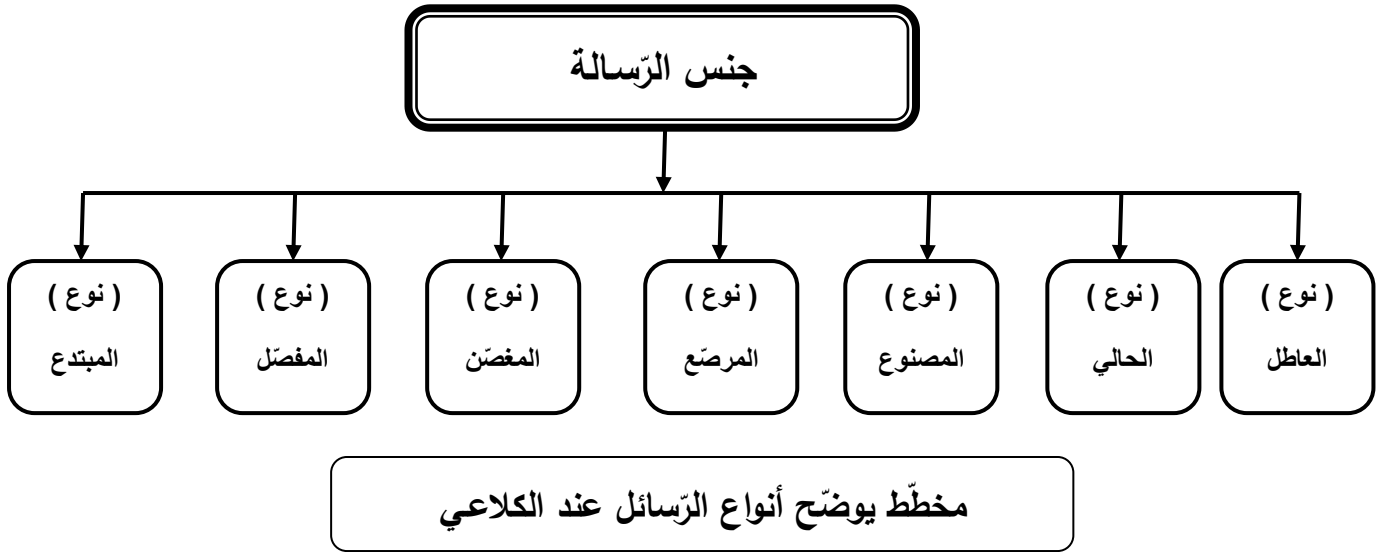 جنس الرّسالة
( نوع )
العاطل
( نوع )
الحالي
( نوع )
المصنوع
( نوع )
المرصّع
( نوع )
المغصّن
( نوع )
المفصّل
( نوع )
المبتدع
مخطّط يوضّح أنواع الرّسائل عند الكلاعي